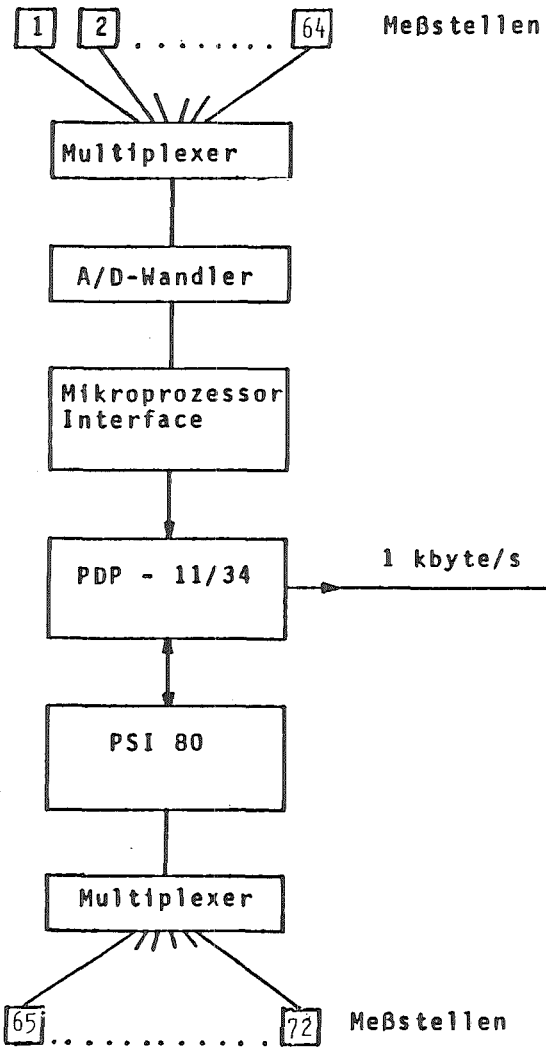 1 2 ........ 64 Meßstellen
Multiplexer
A/D-Wandler
Mikroprozessor
Interface
PDP - 11/34
1 kbyte/s
PSI 80
Multiplexer
65 ............ 72 Meßstellen